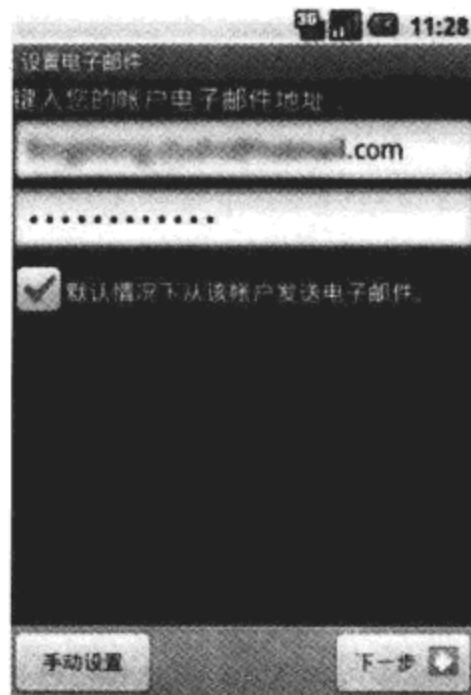 3G 11:28
设置电子邮件
键入您的帐户电子邮件地址。
.com
默认情况下从该帐户发送电子邮件。
手动设置 下一步